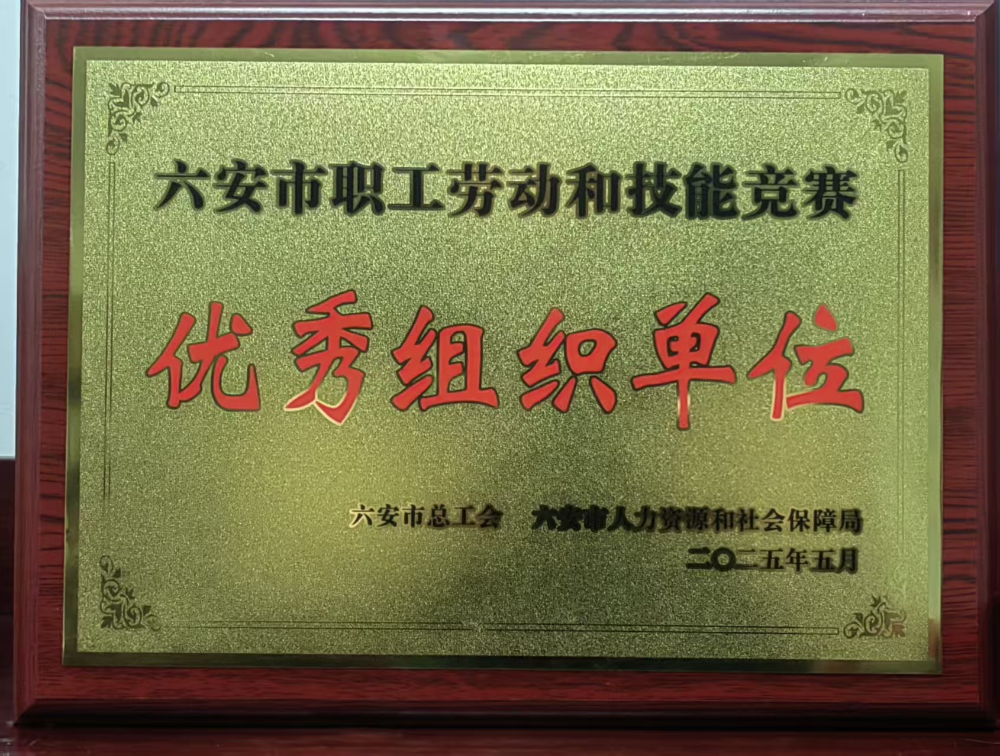 六安市职工劳动和技能竞赛
优秀组织单位
六安市总工会 六安市人力资源和社会保障局
二〇二五年五月